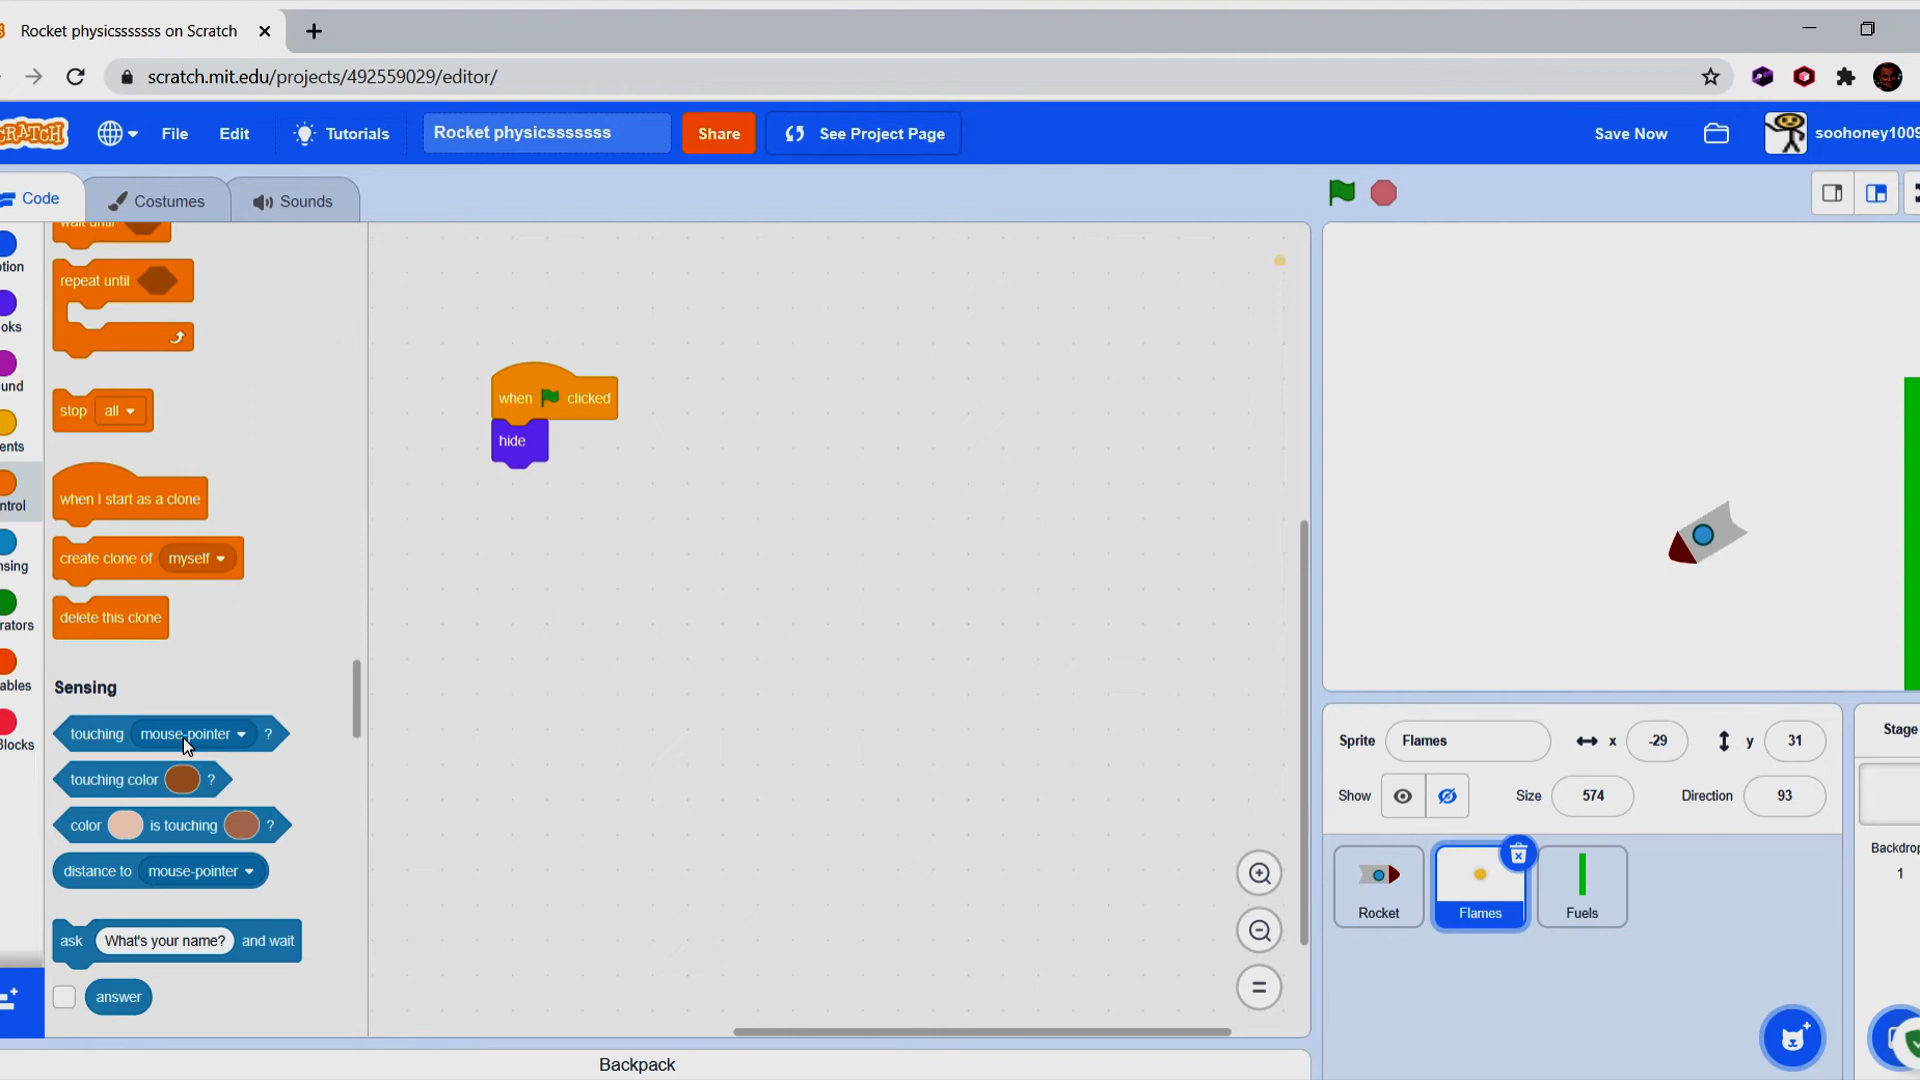 Rocket physicsssssss on Scratch
scratch.mit.edu/projects/492559029/editor/
File
Edit
Tutorials
Rocket physicsssssss
Share
See Project Page
Save Now
soohoney1009
Code
Costumes
Sounds
wait until
repeat until
stop all
when I start as a clone
create clone of myself
delete this clone
Sensing
touching mouse-pointer ?
touching color ?
color is touching ?
distance to mouse-pointer
ask What's your name? and wait
answer
when clicked
hide
Sprite Flames x -29 y 31
Show Size 574 Direction 93
Rocket
Flames
Fuels
Stage
Backdrop
1
Backpack